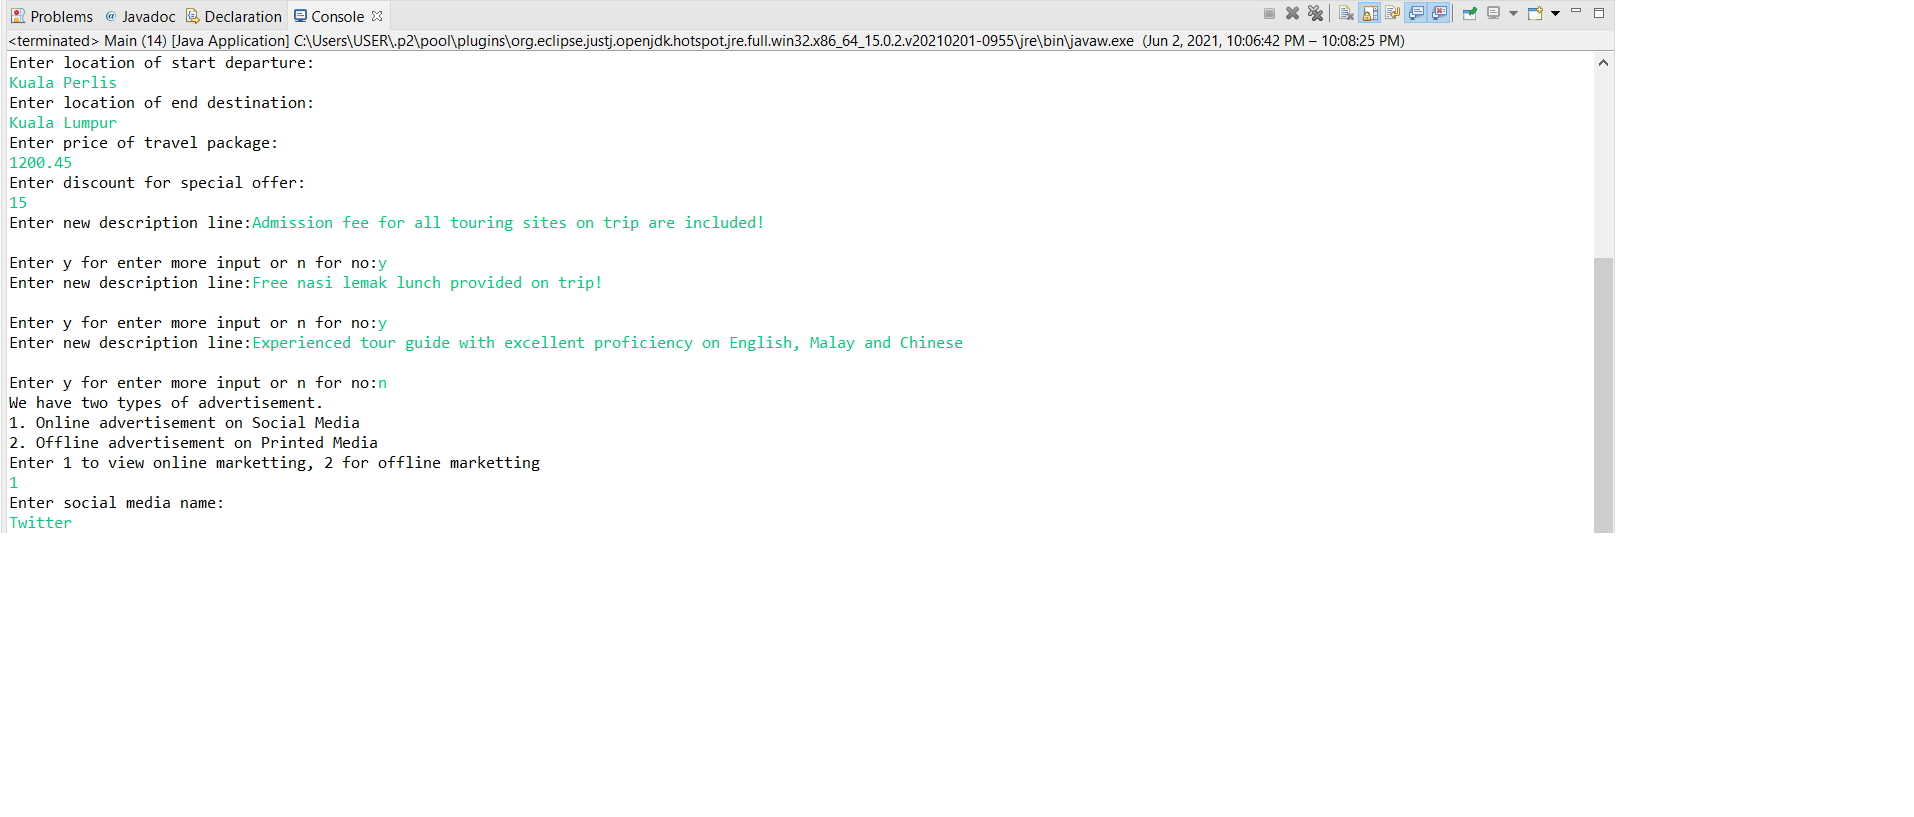 Problems @ Javadoc Declaration Console
<terminated> Main (14) [Java Application] C:\Users\USER\.p2\pool\plugins\org.eclipse.justj.openjdk.hotspot.jre.full.win32.x86_64_15.0.2.v20210201-0955\jre\bin\javaw.exe (Jun 2, 2021, 10:06:42 PM – 10:08:25 PM)
Enter location of start departure:
Kuala Perlis
Enter location of end destination:
Kuala Lumpur
Enter price of travel package:
1200.45
Enter discount for special offer:
15
Enter new description line:Admission fee for all touring sites on trip are included!
Enter y for enter more input or n for no:y
Enter new description line:Free nasi lemak lunch provided on trip!
Enter y for enter more input or n for no:y
Enter new description line:Experienced tour guide with excellent proficiency on English, Malay and Chinese
Enter y for enter more input or n for no:n
We have two types of advertisement.
1. Online advertisement on Social Media
2. Offline advertisement on Printed Media
Enter 1 to view online marketting, 2 for offline marketting
1
Enter social media name:
Twitter